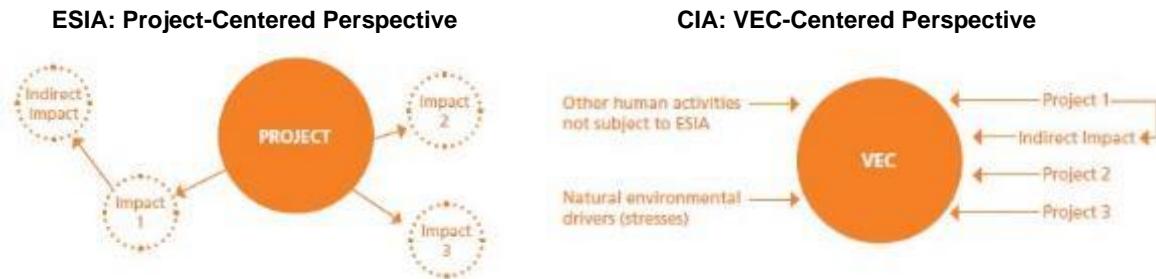 ESIA: Project-Centered Perspective
Indirect
Impact
Impact
1
PROJECT
Impact
2
Impact
3
CIA: VEC-Centered Perspective
Other human activities
not subject to ESIA
Natural environmental
drivers (stresses)
VEC
Project 1
Indirect Impact
Project 2
Project 3